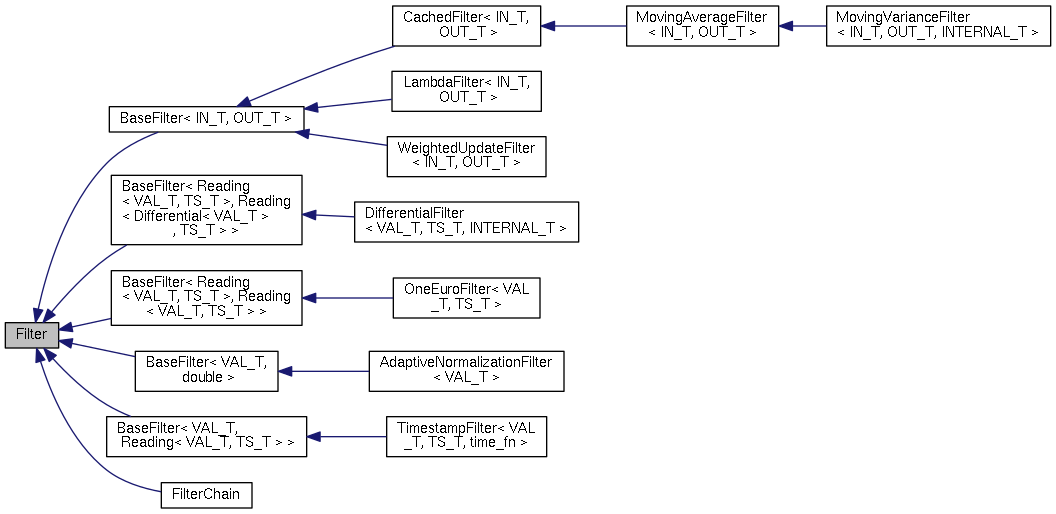 CachedFilter< IN_T,
OUT_T >
MovingAverageFilter
< IN_T, OUT_T >
MovingVarianceFilter
< IN_T, OUT_T, INTERNAL_T >
LambdaFilter< IN_T,
OUT_T >
BaseFilter< IN_T, OUT_T >
WeightedUpdateFilter
< IN_T, OUT_T >
BaseFilter< Reading
< VAL_T, TS_T >, Reading
< Differential< VAL_T >
, TS_T > >
DifferentialFilter
< VAL_T, TS_T, INTERNAL_T >
BaseFilter< Reading
< VAL_T, TS_T >, Reading
< VAL_T, TS_T > >
OneEuroFilter< VAL
_T, TS_T >
Filter
BaseFilter< VAL_T,
double >
AdaptiveNormalizationFilter
< VAL_T >
BaseFilter< VAL_T,
Reading< VAL_T, TS_T > >
TimestampFilter< VAL
_T, TS_T, time_fn >
FilterChain